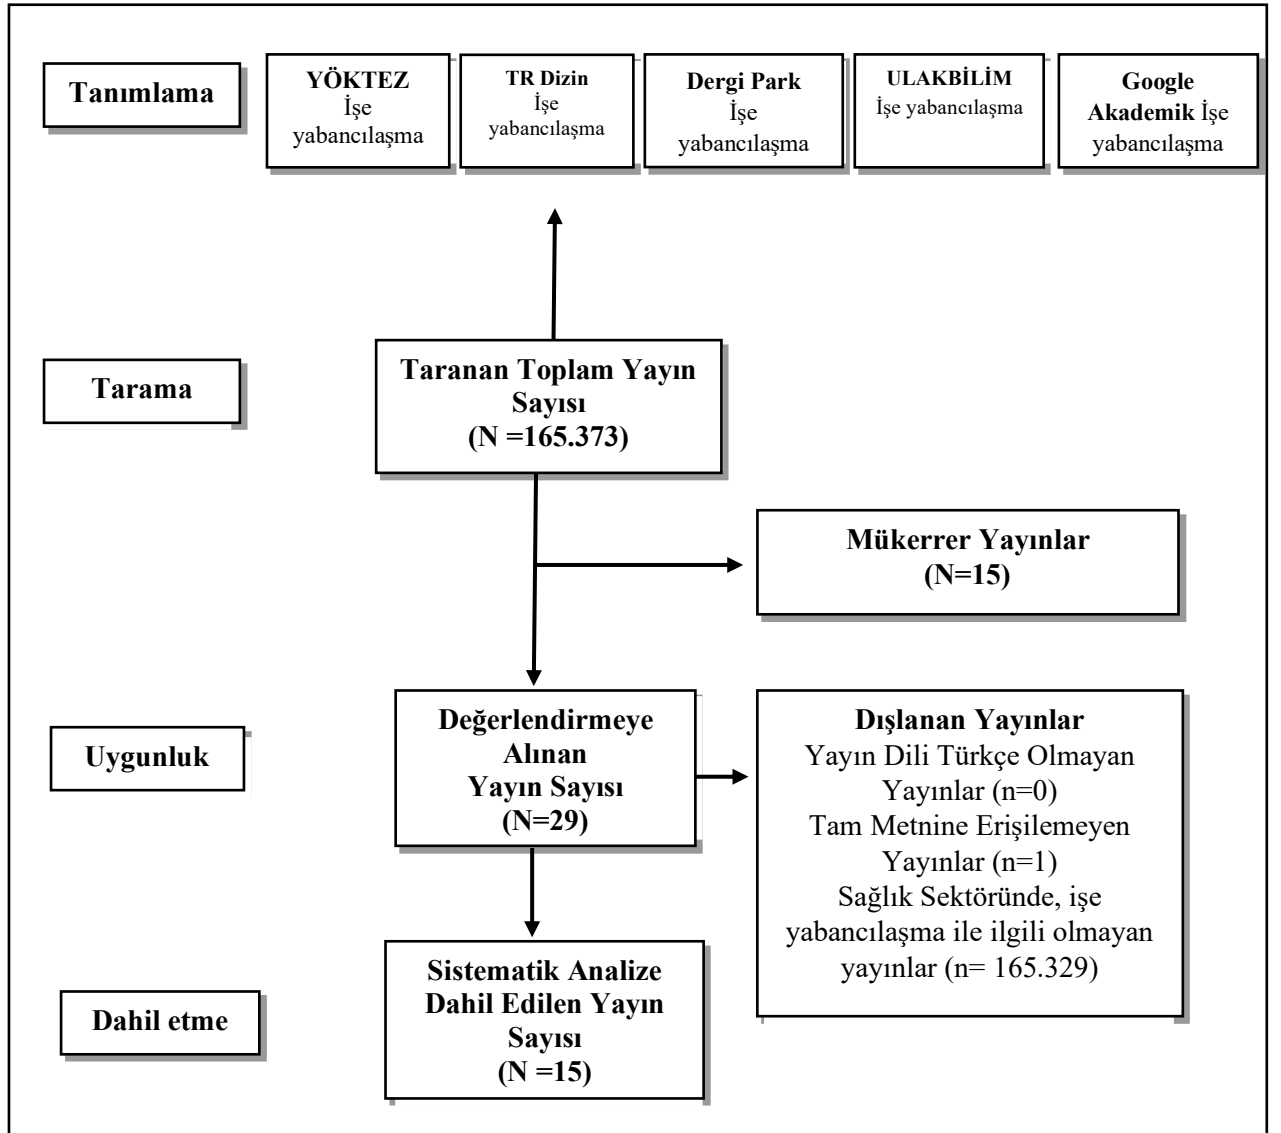 Tanımlama
YÖKTEZ
İşe
yabancılaşma
TR Dizin
İşe
yabancılaşma
Dergi Park
İşe
yabancılaşma
ULAKBİLİM
İşe yabancılaşma
Google
Akademik İşe
yabancılaşma
Tarama
Taranan Toplam Yayın
Sayısı
(N =165.373)
Mükerrer Yayınlar
(N=15)
Uygunluk
Değerlendirmeye
Alınan
Yayın Sayısı
(N=29)
Dışlanan Yayınlar
Yayın Dili Türkçe Olmayan
Yayınlar (n=0)
Tam Metnine Erişilemeyen
Yayınlar (n=1)
Sağlık Sektöründe, işe
yabancılaşma ile ilgili olmayan
yayınlar (n= 165.329)
Dahil etme
Sistematik Analize
Dahil Edilen Yayın
Sayısı
(N =15)